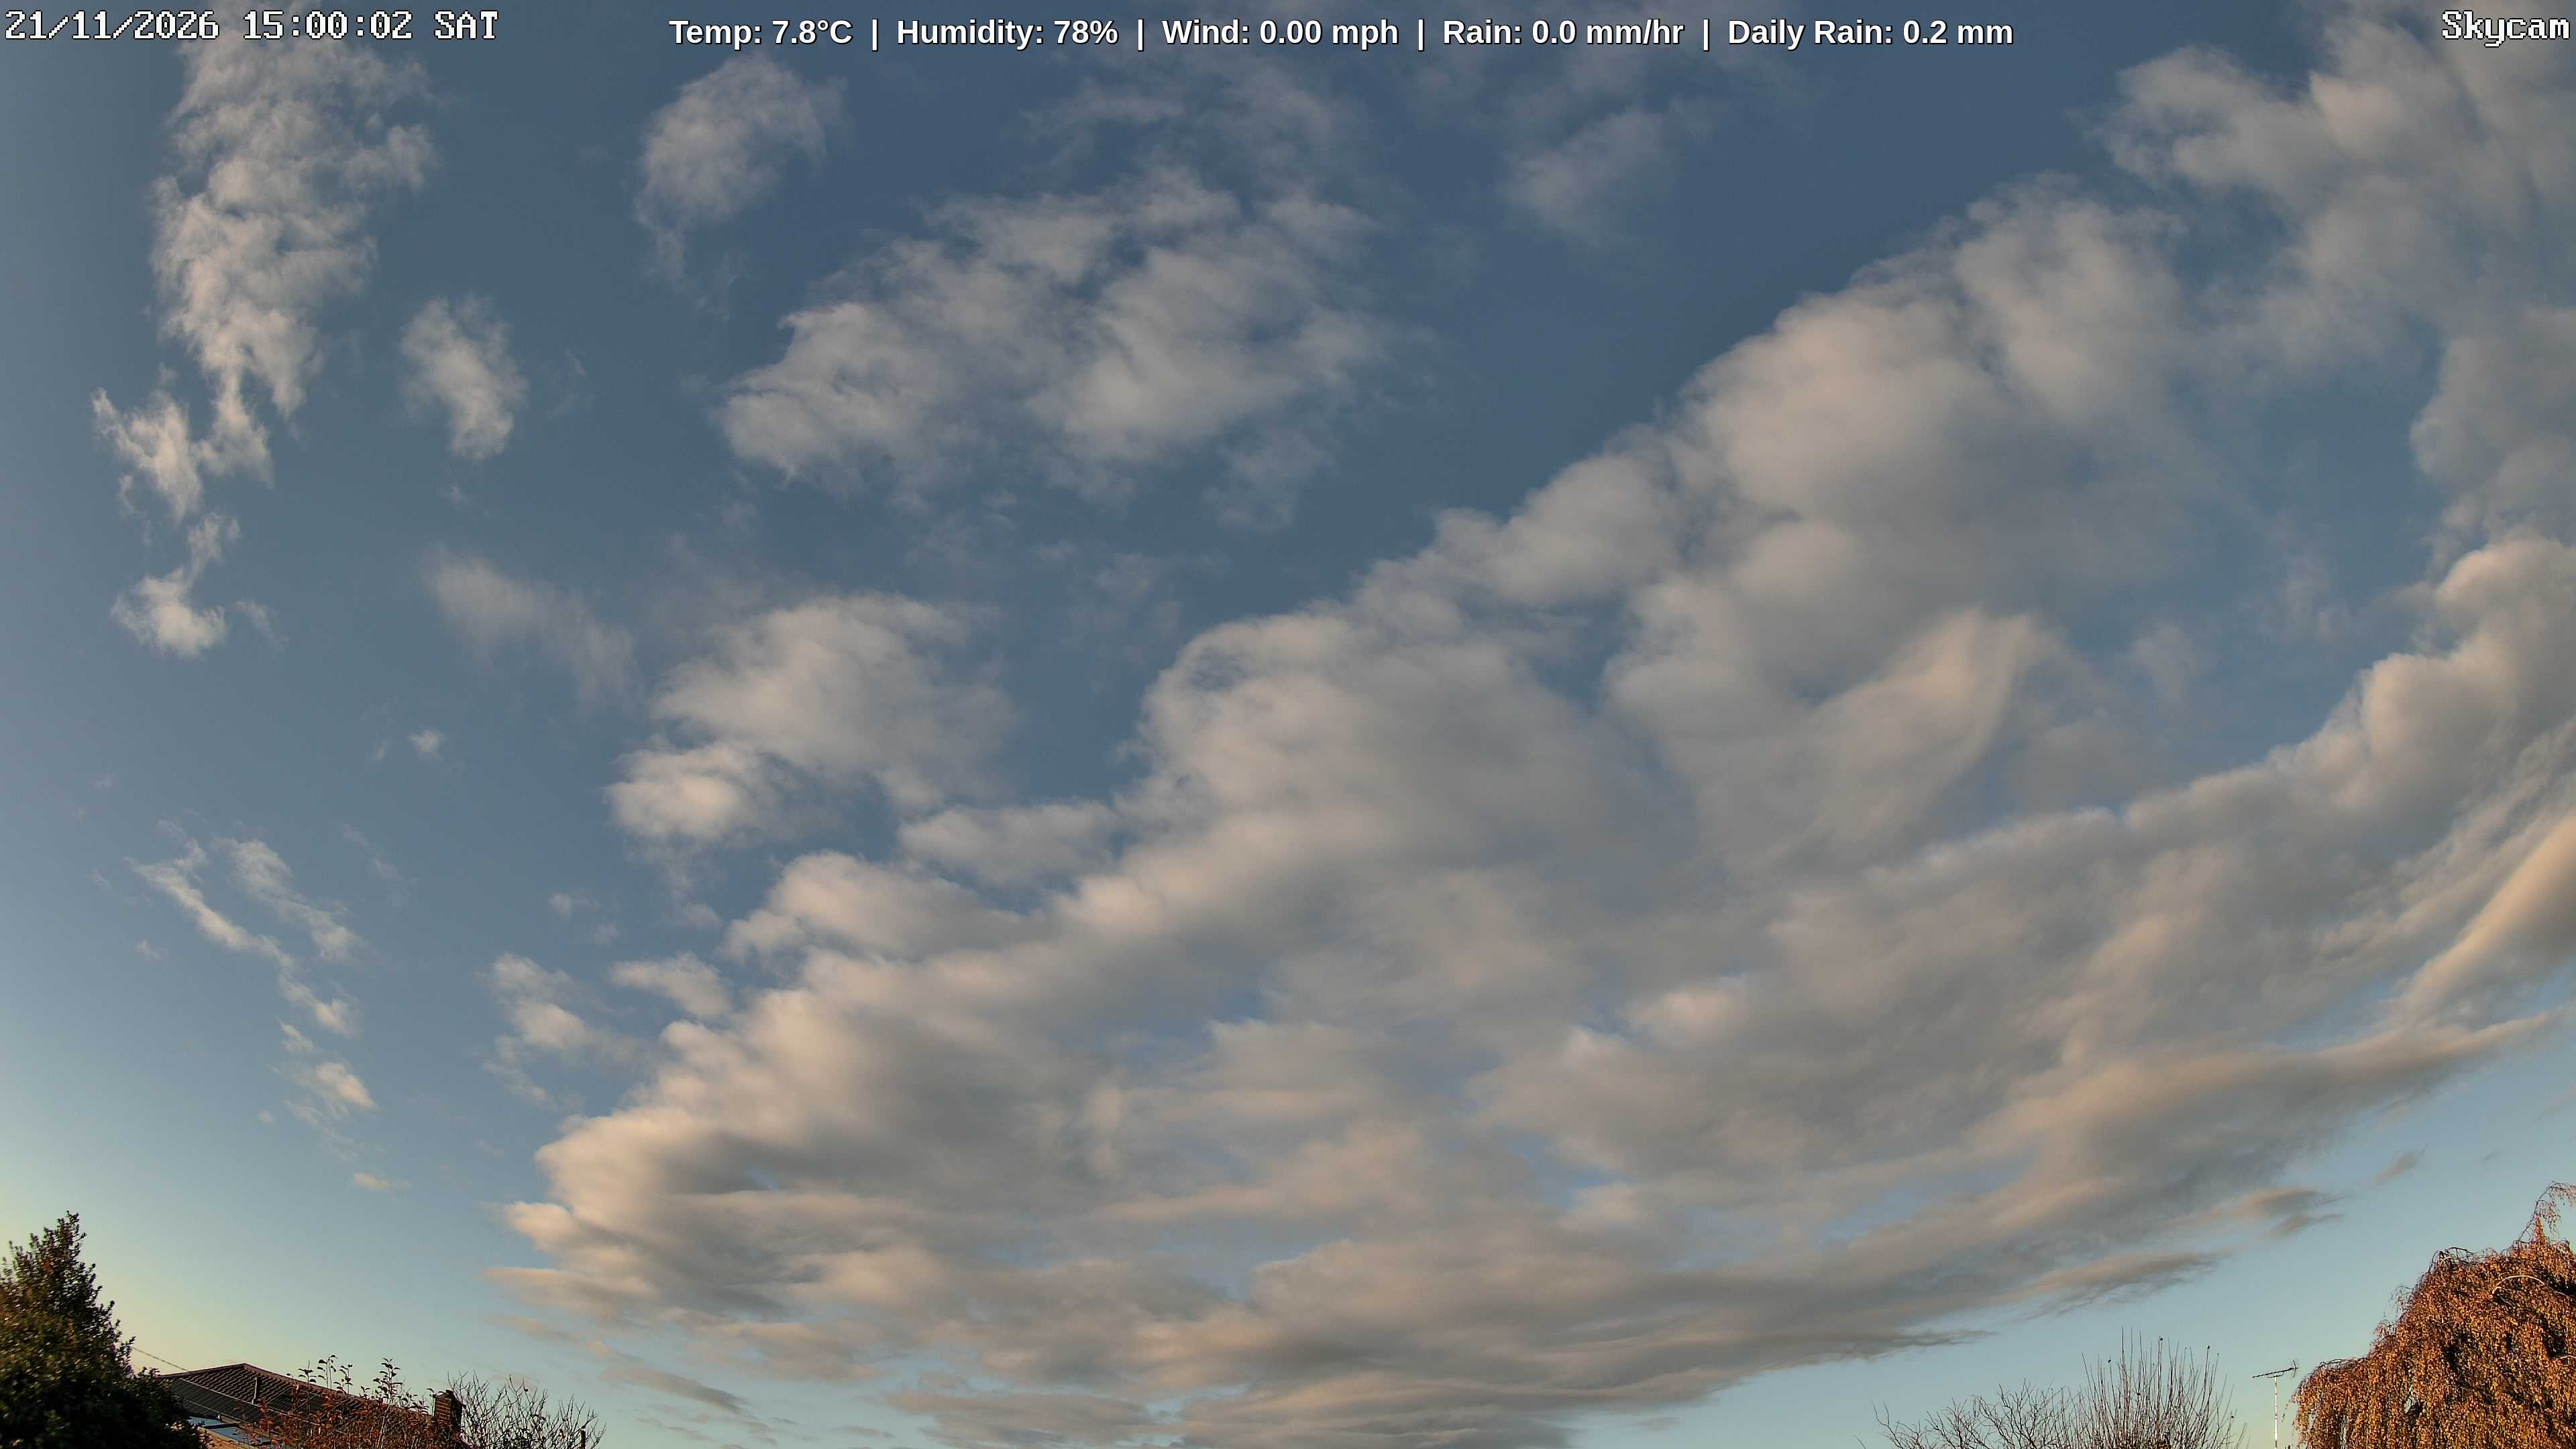 21/11/2026 15:00:02 SAT
Temp: 7.8°C | Humidity: 78% | Wind: 0.00 mph | Rain: 0.0 mm/hr | Daily Rain: 0.2 mm
Skycam